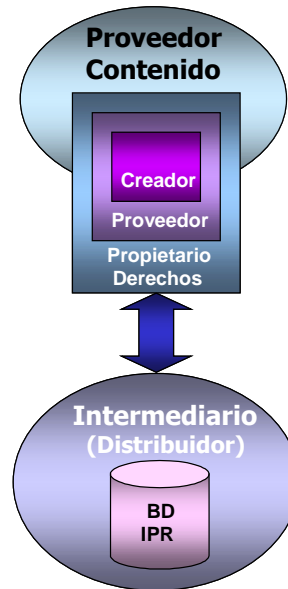 Proveedor
Contenido
Creador
Proveedor
Propietario
Derechos
Intermediario
(Distribuidor)
BD
IPR